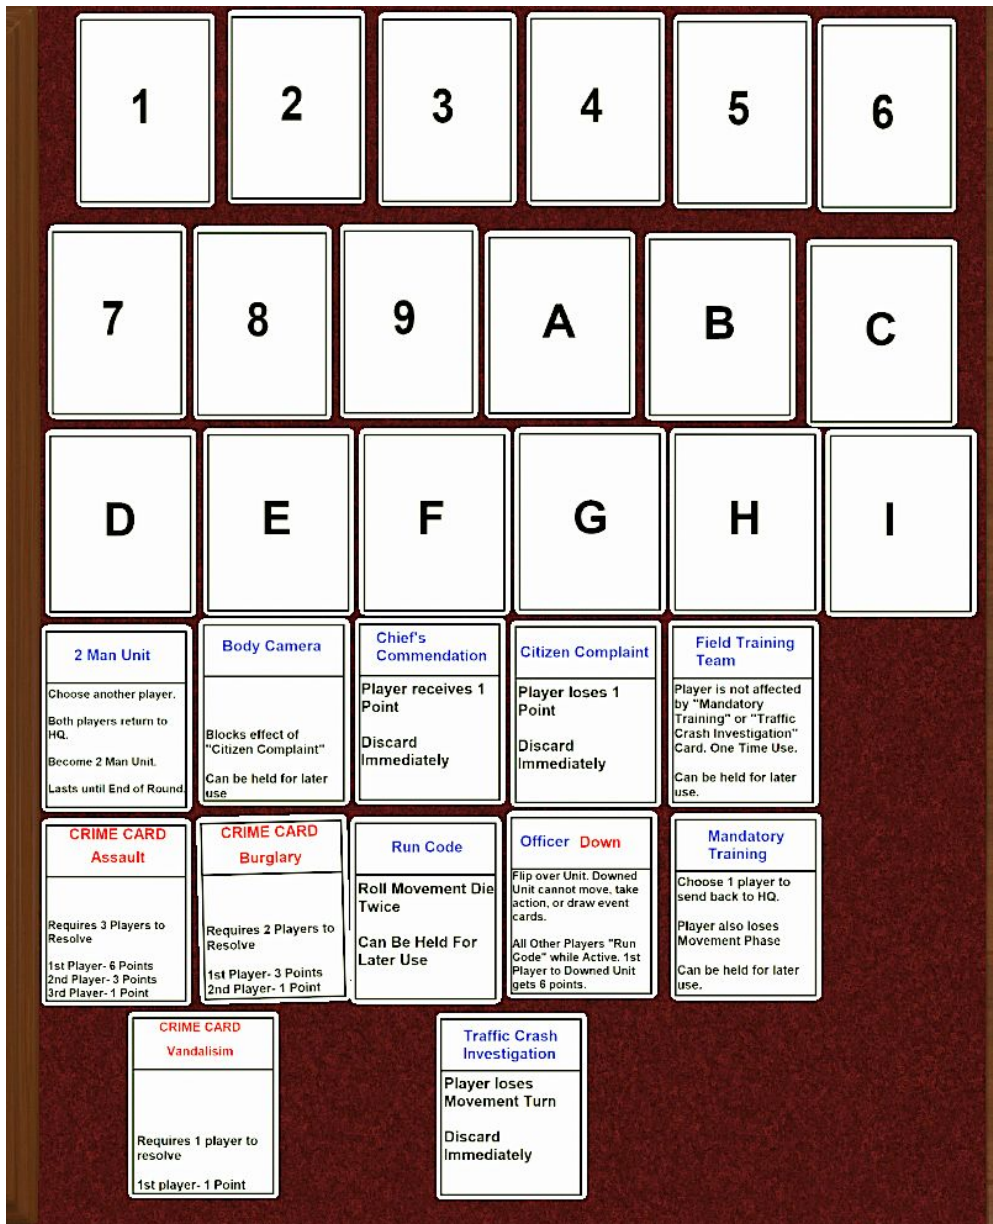 1 2 3 4 5 6
7 8 9 A B C
D E F G H I
2 Man Unit
Choose another player.
Both players return to
HQ.
Become 2 Man Unit.
Lasts until End of Round.
Body Camera
Blocks effect of
"Citizen Complaint"
Can be held for later
use
Chief's
Commendation
Player receives 1
Point
Discard
Immediately
Citizen Complaint
Player loses 1
Point
Discard
Immediately
Field Training
Team
Player is not affected
by "Mandatory
Training" or "Traffic
Crash Investigation"
Card. One Time Use.
Can be held for later
use.
CRIME CARD
Assault
Requires 3 Players to
Resolve
1st Player- 6 Points
2nd Player- 3 Points
3rd Player- 1 Point
CRIME CARD
Burglary
Requires 2 Players to
Resolve
1st Player- 3 Points
2nd Player- 1 Point
Run Code
Roll Movement Die
Twice
Can Be Held For
Later Use
Officer Down
Flip over Unit. Downed
Unit cannot move, take
action, or draw event
cards.
All Other Players "Run
Code" while Active. 1st
Player to Downed Unit
gets 6 points.
Mandatory
Training
Choose 1 player to
send back to HQ.
Player also loses
Movement Phase
Can be held for later
use.
CRIME CARD
Vandalisim
Requires 1 player to
resolve
1st player- 1 Point
Traffic Crash
Investigation
Player loses
Movement Turn
Discard
Immediately